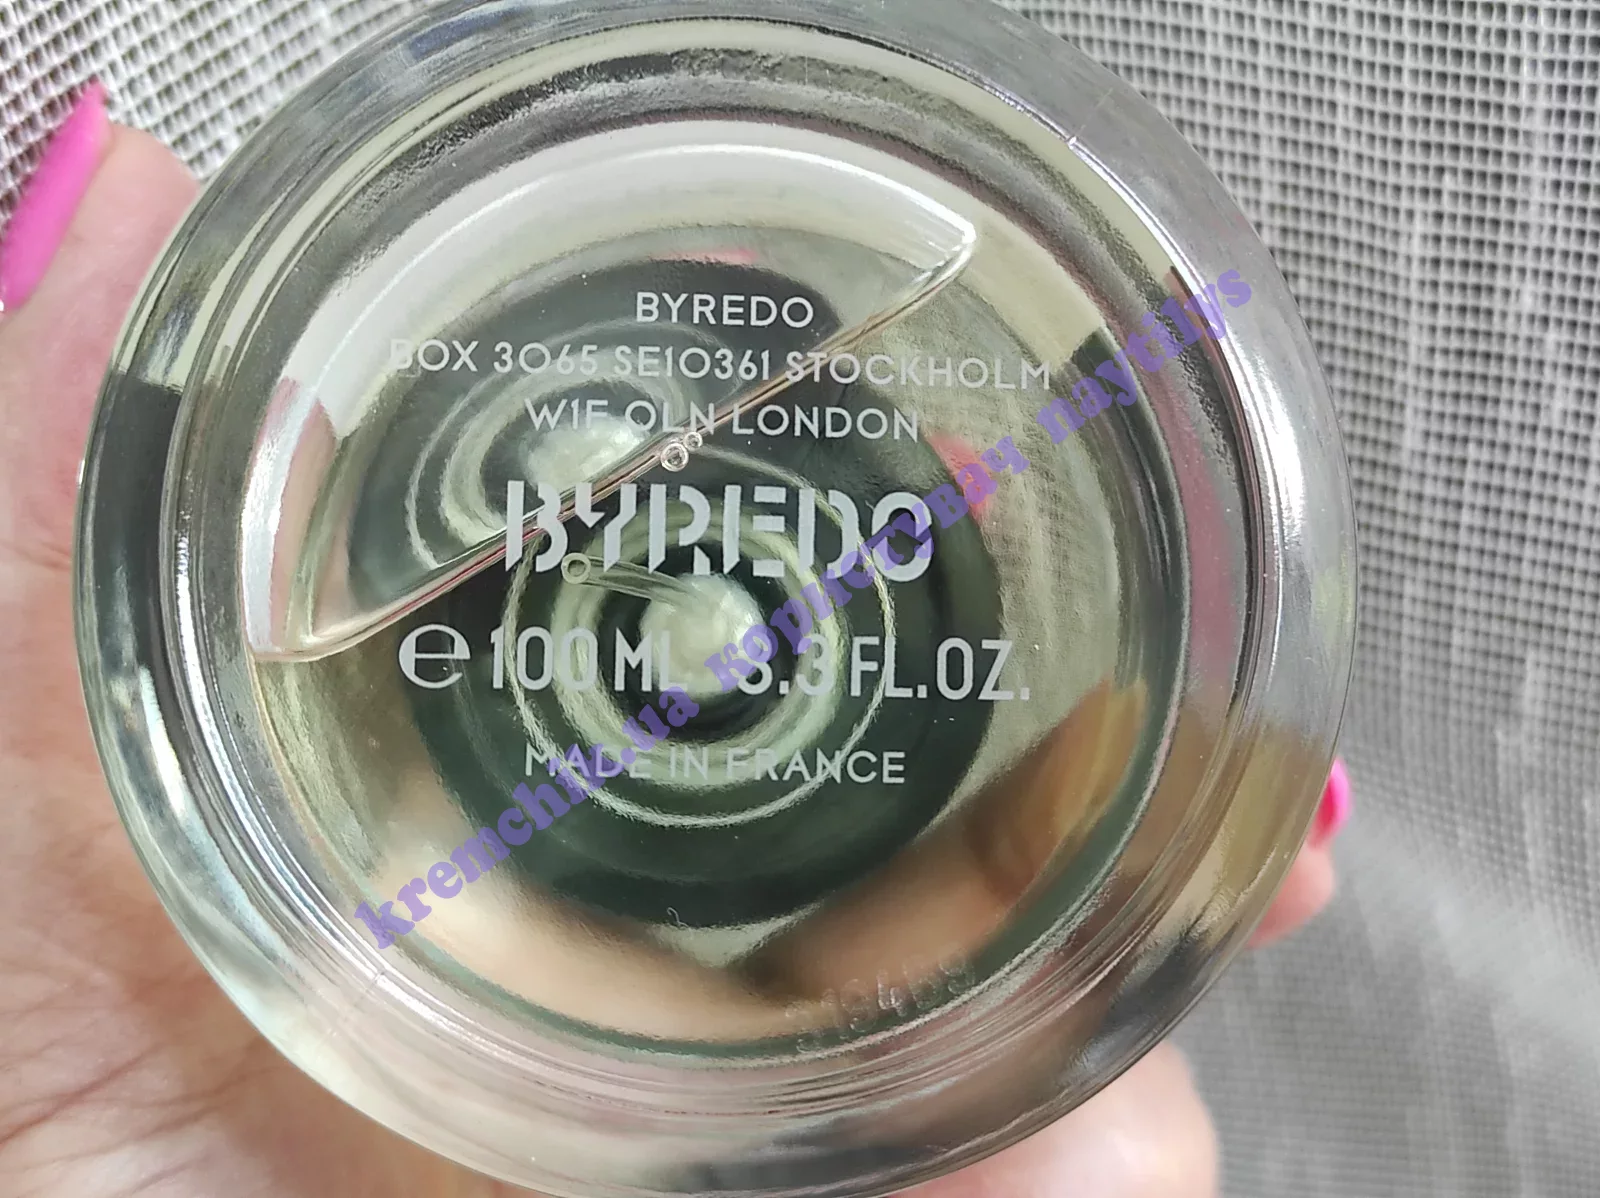 BYREDO
BOX 3065 SE10361 STOCKHOLM
W1F 0LN LONDON
BYREDO
℮ 100 ML 3.3 FL.OZ.
MADE IN FRANCE
kremchik.ua користувач maytilys